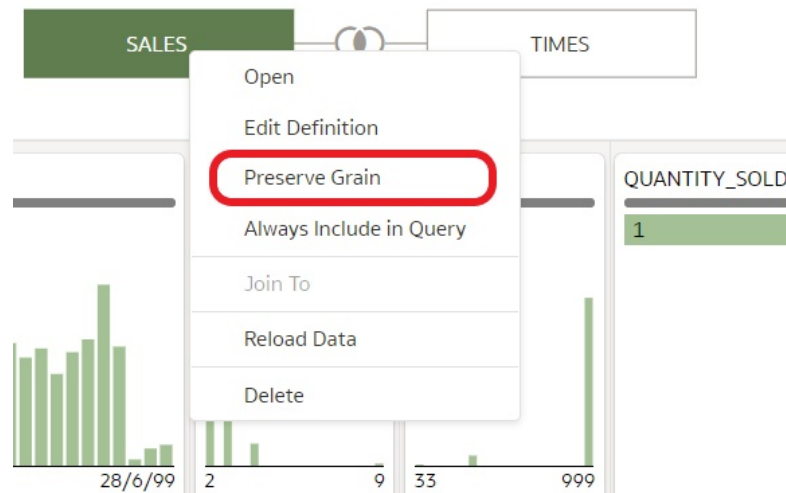 SALES
TIMES
Open
Edit Definition
Preserve Grain
Always Include in Query
Join To
Reload Data
Delete
QUANTITY_SOLD
1
28/6/99
2
9
33
999